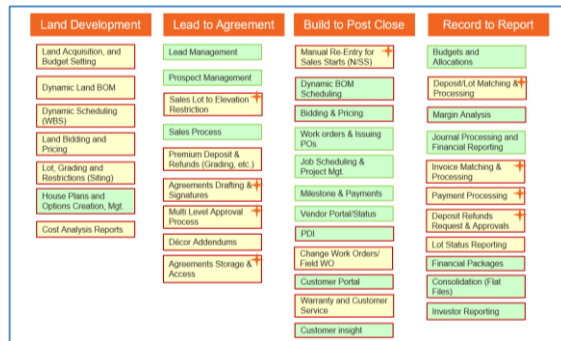 Land Development
Land Acquisition, and
Budget Setting
Dynamic Land BOM
Dynamic Scheduling
(WBS)
Land Bidding and
Pricing
Lot, Grading and
Restrictions (Siting)
House Plans and
Options Creation, Mgt.
Cost Analysis Reports
Lead to Agreement
Lead Management
Prospect Management
Sales Lot to Elevation
Restriction
Sales Process
Premium Deposit &
Refunds (Grading, etc.)
Agreements Drafting &
Signatures
Multi Level Approval
Process
Décor Addendums
Agreements Storage &
Access
Build to Post Close
Manual Re-Entry for
Sales Starts (N/SS)
Dynamic BOM
Scheduling
Bidding & Pricing
Work orders & Issuing
POs
Job Scheduling &
Project Mgt.
Milestone & Payments
Vendor Portal/Status
PDI
Change Work Orders/
Field WO
Customer Portal
Warranty and Customer
Service
Customer insight
Record to Report
Budgets and
Allocations
Deposit/Lot Matching &
Processing
Margin Analysis
Journal Processing and
Financial Reporting
Invoice Matching &
Processing
Payment Processing
Deposit Refunds
Request & Approvals
Lot Status Reporting
Financial Packages
Consolidation (Flat
Files)
Investor Reporting